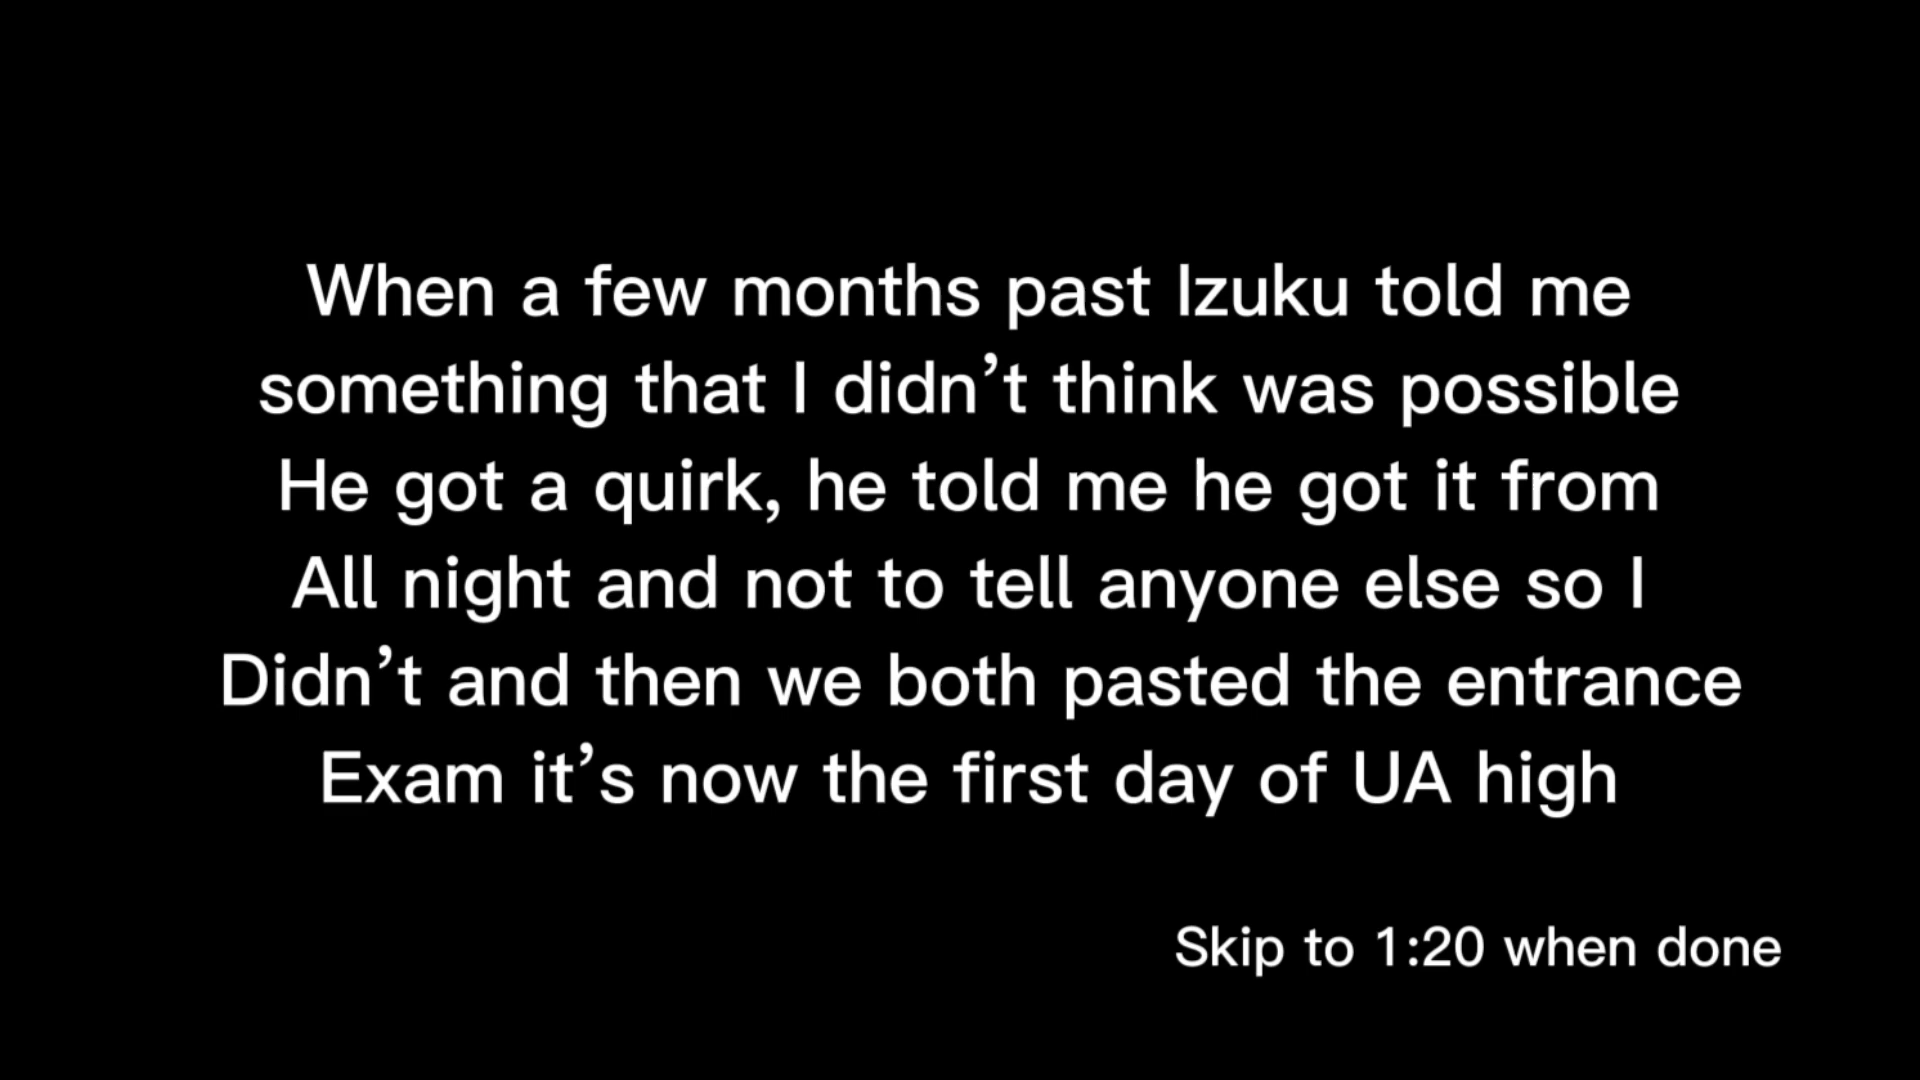 When a few months past Izuku told me
something that I didn’t think was possible
He got a quirk, he told me he got it from
All night and not to tell anyone else so I
Didn’t and then we both pasted the entrance
Exam it’s now the first day of UA high
Skip to 1:20 when done